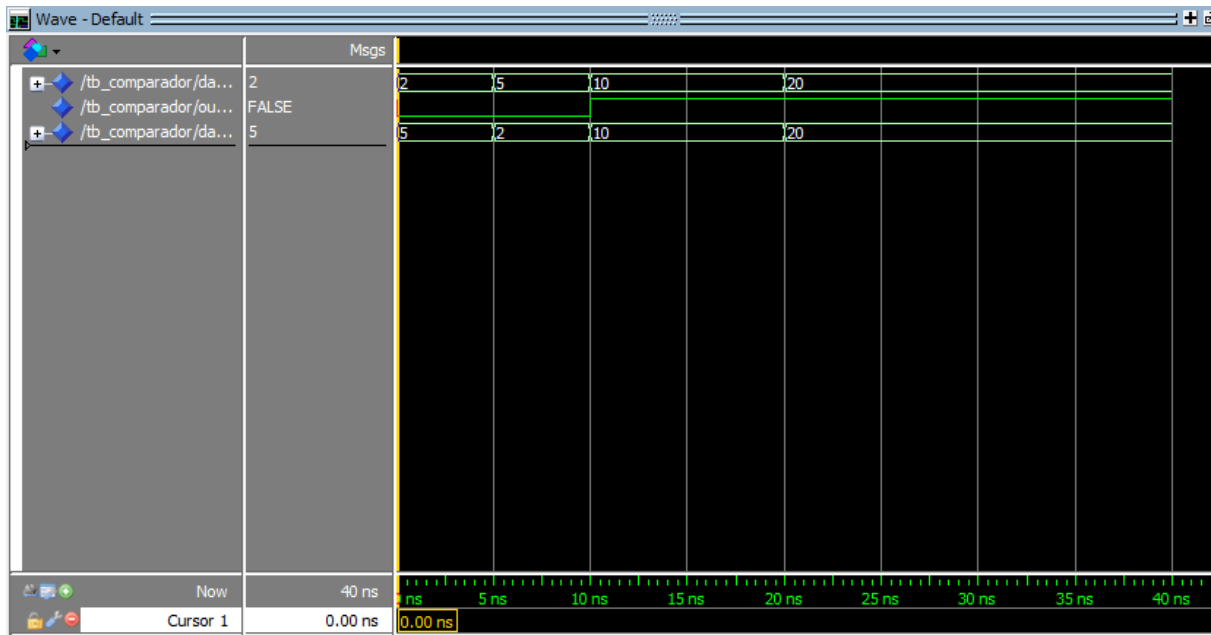 Wave - Default
Msgs
/tb_comparador/da... 2 2 5 10 20
/tb_comparador/ou... FALSE
/tb_comparador/da... 5 5 2 10 20
Now 40 ns ns 5 ns 10 ns 15 ns 20 ns 25 ns 30 ns 35 ns 40 ns
Cursor 1 0.00 ns 0.00 ns